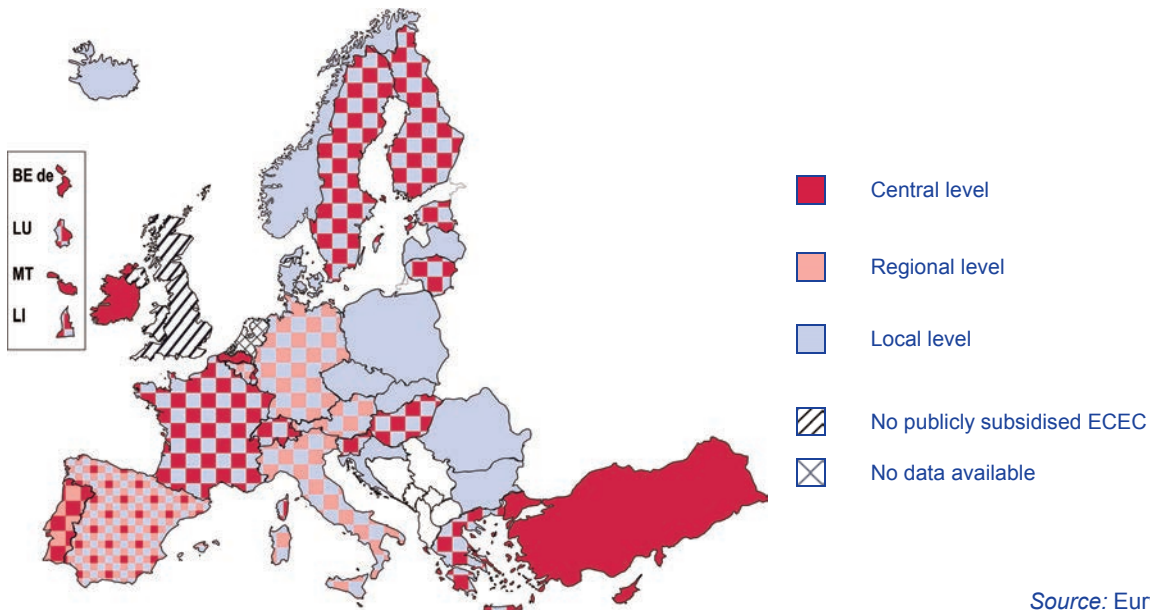 BE de
LU
MT
LI
Central level
Regional level
Local level
No publicly subsidised ECEC
No data available
Source: Eur